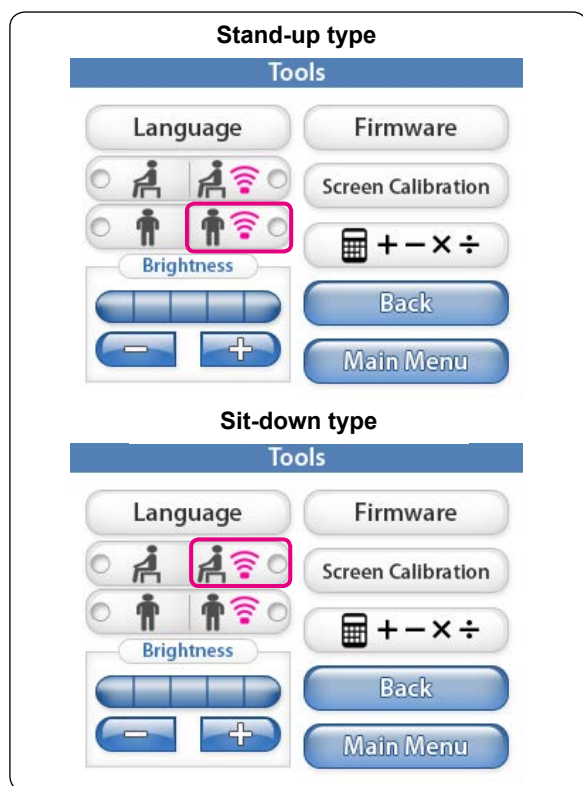 Stand-up type
Tools
Language
Firmware
Screen Calibration
+ − × ÷
Brightness
Back
− +
Main Menu
Sit-down type
Tools
Language
Firmware
Screen Calibration
+ − × ÷
Brightness
Back
− +
Main Menu